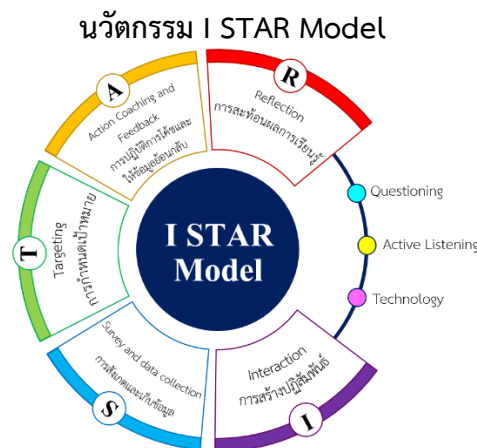 นวัตกรรม I STAR Model
A
Action Coaching and
Feedback
การปฏิบัติการโค้ชและ
ให้ข้อมูลย้อนกลับ
R
Reflection
การสะท้อนผลการเรียนรู้
T
Targeting
การกำหนดเป้าหมาย
I STAR
Model
Questioning
Active Listening
Technology
S
Survey and data collection
การสังเกตและเก็บข้อมูล
I
Interaction
การสร้างปฏิสัมพันธ์